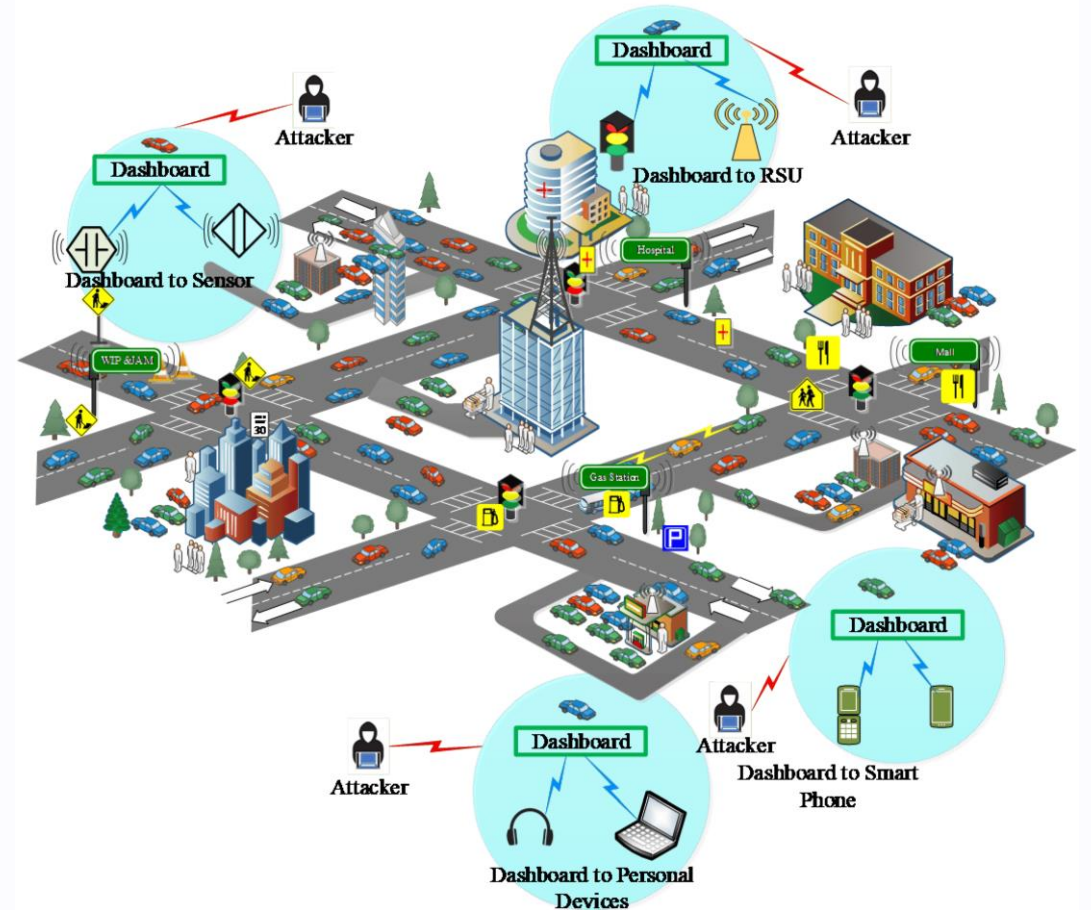 Dashboard
Attacker
Attacker
Dashboard
Dashboard to RSU
Hospital
Dashboard to Sensor
WIP &JAM
Mall
30
Gas Station
P
Dashboard
Attacker
Dashboard to Smart
Phone
Dashboard
Attacker
Dashboard to Personal
Devices